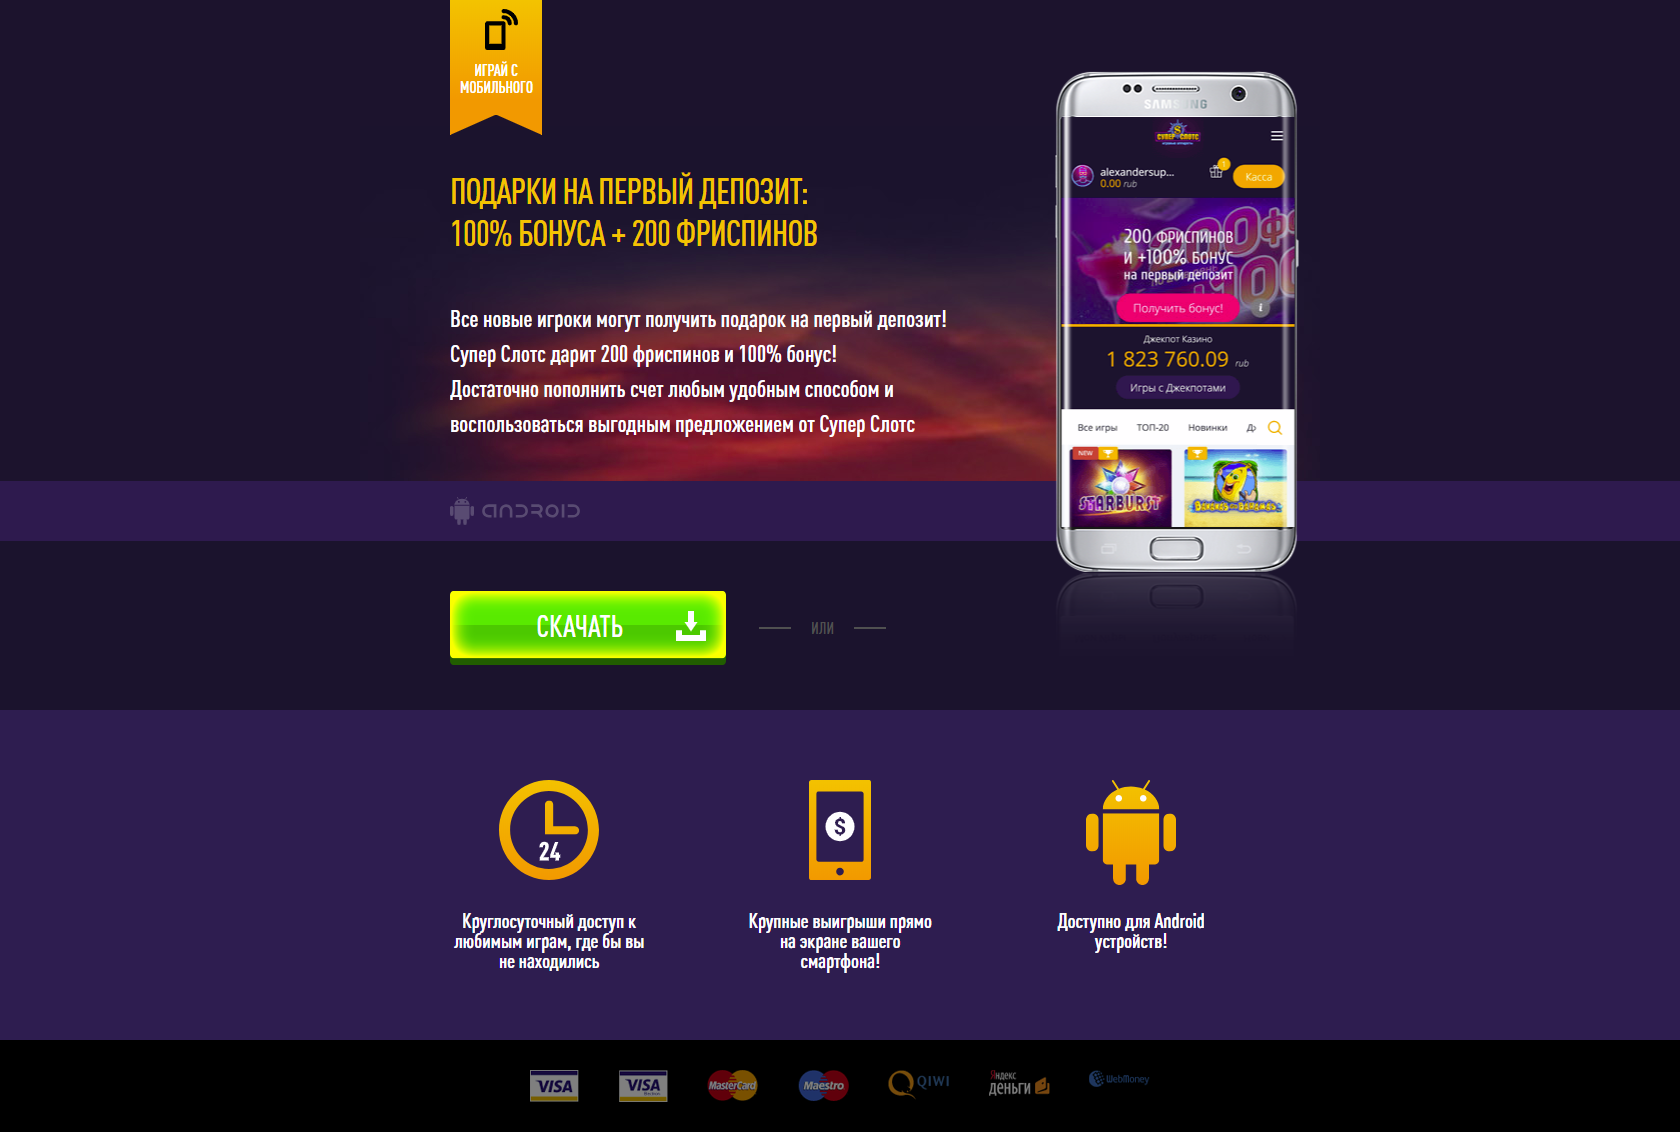 ИГРАЙ С
МОБИЛЬНОГО
ПОДАРКИ НА ПЕРВЫЙ ДЕПОЗИТ:
100% БОНУСА + 200 ФРИСПИНОВ
Все новые игроки могут получить подарок на первый депозит!
Супер Слотс дарит 200 фриспинов и 100% бонус!
Достаточно пополнить счет любым удобным способом и
воспользоваться выгодным предложением от Супер Слотс
SAMSUNG
СУПЕР СЛОТС
alexandersup...
0.00 rub
1
Касса
200 ФРИСПИНОВ
И +100% БОНУС
на первый депозит
Получить бонус!
i
Джекпот Казино
1 823 760.09 rub
Игры с Джекпотами
Все игры ТОП-20 Новинки
NEW
STARBURST
ANDROID
СКАЧАТЬ
ИЛИ
24
$
Круглосуточный доступ к
любимым играм, где бы вы
не находились
Крупные выигрыши прямо
на экране вашего
смартфона!
Доступно для Android
устройств!
VISA
VISA
MasterCard
Maestro
QIWI
Яндекс
деньги
WebMoney